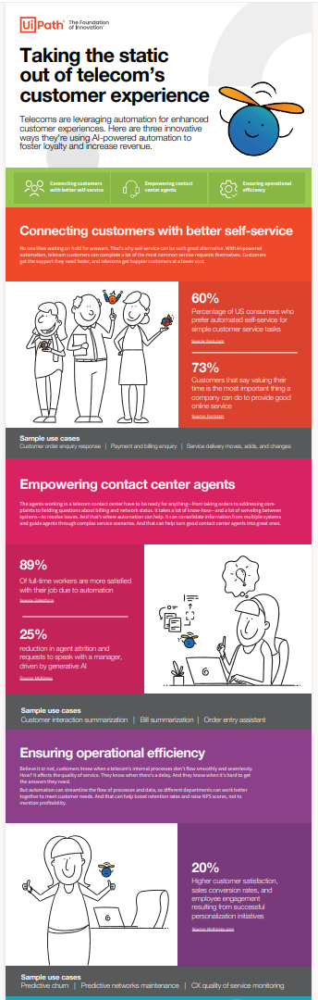 Ui Path® The Foundation
of Innovation™
Taking the static
out of telecom's
customer experience
Telecoms are leveraging automation for enhanced
customer experiences. Here are three innovative
ways they're using AI-powered automation to
foster loyalty and increase revenue.
Connecting customers
with better self-service
Empowering contact
center agents
Ensuring operational
efficiency
Connecting customers with better self-service
No one likes waiting on hold for answers. That's why self-service can be such great alternative. With AI-powered
automation, telecom customers can complete a lot of the most common service requests themselves. Customers
get the support they need faster, and telecoms get happier customers at a lower cost.
60%
Percentage of US consumers who
prefer automated self-service for
simple customer service tasks
73%
Customers that say valuing their
time is the most important thing a
company can do to provide good
online service
Source: Forrester
Sample use cases
Customer order enquiry response | Payment and billing enquiry | Service delivery moves, adds, and changes
Empowering contact center agents
The agents working in a telecom contact center have to be ready for anything—from taking orders to addressing com-
plaints to fielding questions about billing and network status. It takes a lot of know-how—and a lot of swiveling between
systems—to resolve issues. And that's where automation can help. It can consolidate information from multiple systems
and guide agents through complex service scenarios. And that can help turn good contact center agents into great ones.
89%
Of full-time workers are more satisfied
with their job due to automation
Source: Salesforce
25%
reduction in agent attrition and
requests to speak with a manager,
driven by generative AI
Source: McKinsey
Sample use cases
Customer interaction summarization | Bill summarization | Order entry assistant
Ensuring operational efficiency
Believe it or not, customers know when a telecom's internal processes don't flow smoothly and seamlessly.
How? It affects the quality of service. They know when there's a delay. And they know when it's hard to get
the answers they need.
But automation can streamline the flow of processes and data, so different departments can work better
together to meet customer needs. And that can help boost retention rates and raise NPS scores, not to
mention profitability.
20%
Higher customer satisfaction,
sales conversion rates, and
employee engagement
resulting from successful
personalization initiatives
Source: McKinsey.com
Sample use cases
Predictive churn | Predictive networks maintenance | CX quality of service monitoring